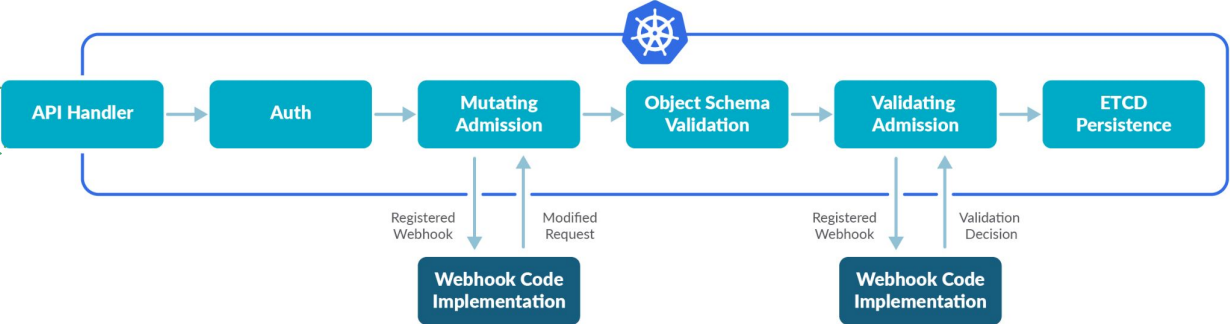 API Handler
Auth
Mutating
Admission
Object Schema
Validation
Validating
Admission
ETCD
Persistence
Registered
Webhook
Modified
Request
Registered
Webhook
Validation
Decision
Webhook Code
Implementation
Webhook Code
Implementation